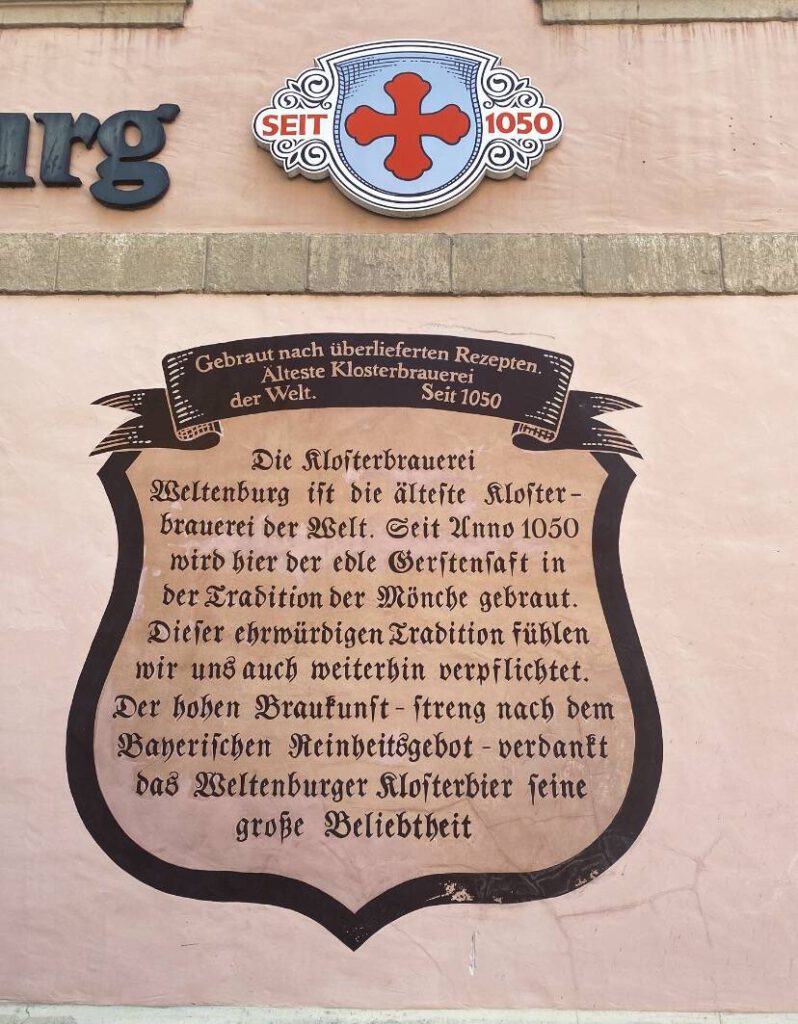 urg
SEIT 1050
Gebraut nach überlieferten Rezepten.
Älteste Klosterbrauerei
der Welt. Seit 1050
Die Kloſterbrauerei
Weltenburg iſt die älteſte Kloſter-
brauerei der Welt. Seit Anno 1050
wird hier der edle Gerſtenſaft in
der Tradition der Mönche gebraut.
Dieſer ehrwürdigen Tradition fühlen
wir uns auch weiterhin verpflichtet.
Der hohen Braukunſt - ſtreng nach dem
Bayeriſchen Reinheitsgebot - verdankt
das Weltenburger Kloſterbier ſeine
große Beliebtheit